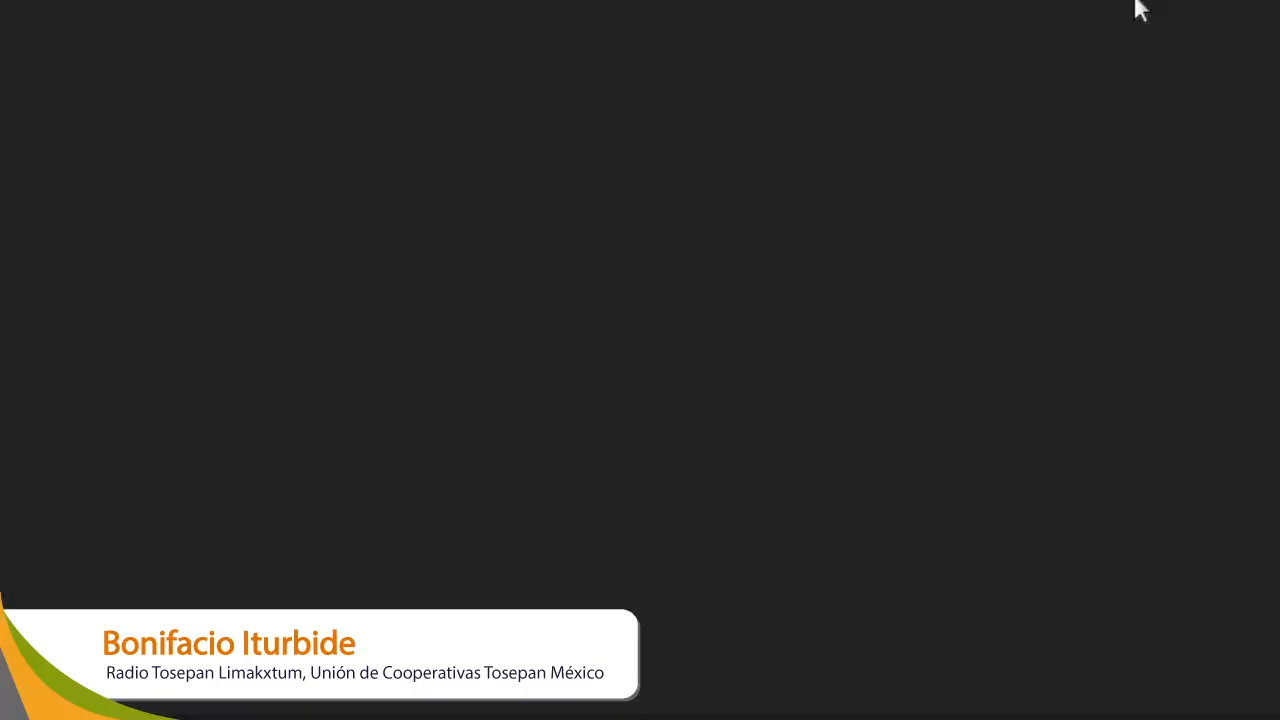 Bonifacio Iturbide
Radio Tosepan Limakxtum, Unión de Cooperativas Tosepan México